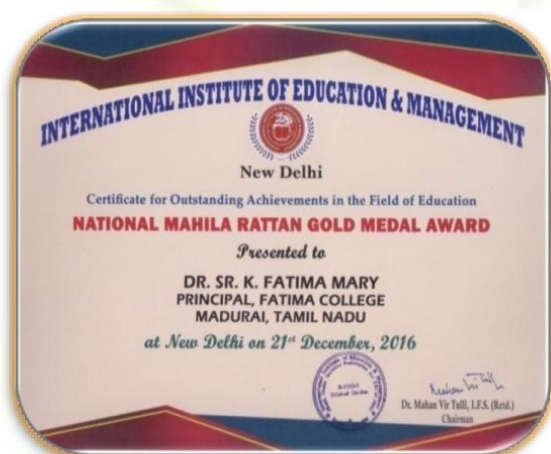 INTERNATIONAL INSTITUTE OF EDUCATION & MANAGEMENT
New Delhi
Certificate for Outstanding Achievements in the Field of Education
NATIONAL MAHILA RATTAN GOLD MEDAL AWARD
Presented to
DR. SR. K. FATIMA MARY
PRINCIPAL, FATIMA COLLEGE
MADURAI, TAMIL NADU
at New Delhi on 21st December, 2016
Dr. Mahan Vir Tulli, I.F.S. (Retd.)
Chairman